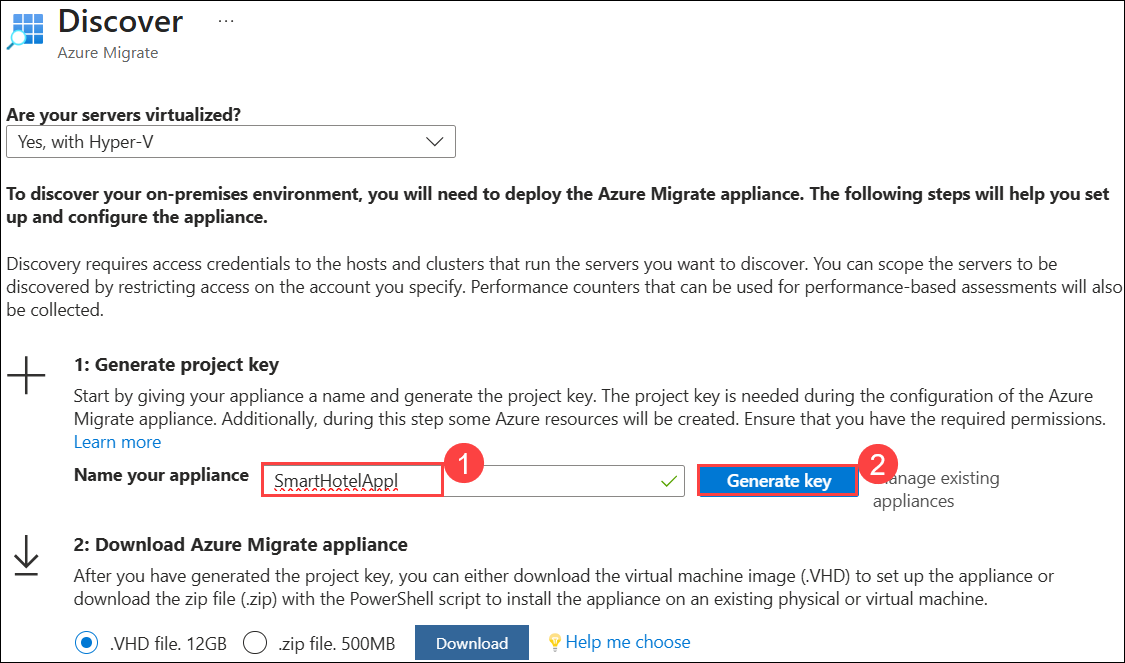 Discover ...
Azure Migrate
Are your servers virtualized?
Yes, with Hyper-V
To discover your on-premises environment, you will need to deploy the Azure Migrate appliance. The following steps will help you set
up and configure the appliance.
Discovery requires access credentials to the hosts and clusters that run the servers you want to discover. You can scope the servers to be
discovered by restricting access on the account you specify. Performance counters that can be used for performance-based assessments will also
be collected.
1: Generate project key
Start by giving your appliance a name and generate the project key. The project key is needed during the configuration of the Azure
Migrate appliance. Additionally, during this step some Azure resources will be created. Ensure that you have the required permissions.
Learn more
Name your appliance SmartHotelAppl 1 Generate key 2 anage existing
appliances
2: Download Azure Migrate appliance
After you have generated the project key, you can either download the virtual machine image (.VHD) to set up the appliance or
download the zip file (.zip) with the PowerShell script to install the appliance on an existing physical or virtual machine.
.VHD file. 12GB .zip file. 500MB Download Help me choose